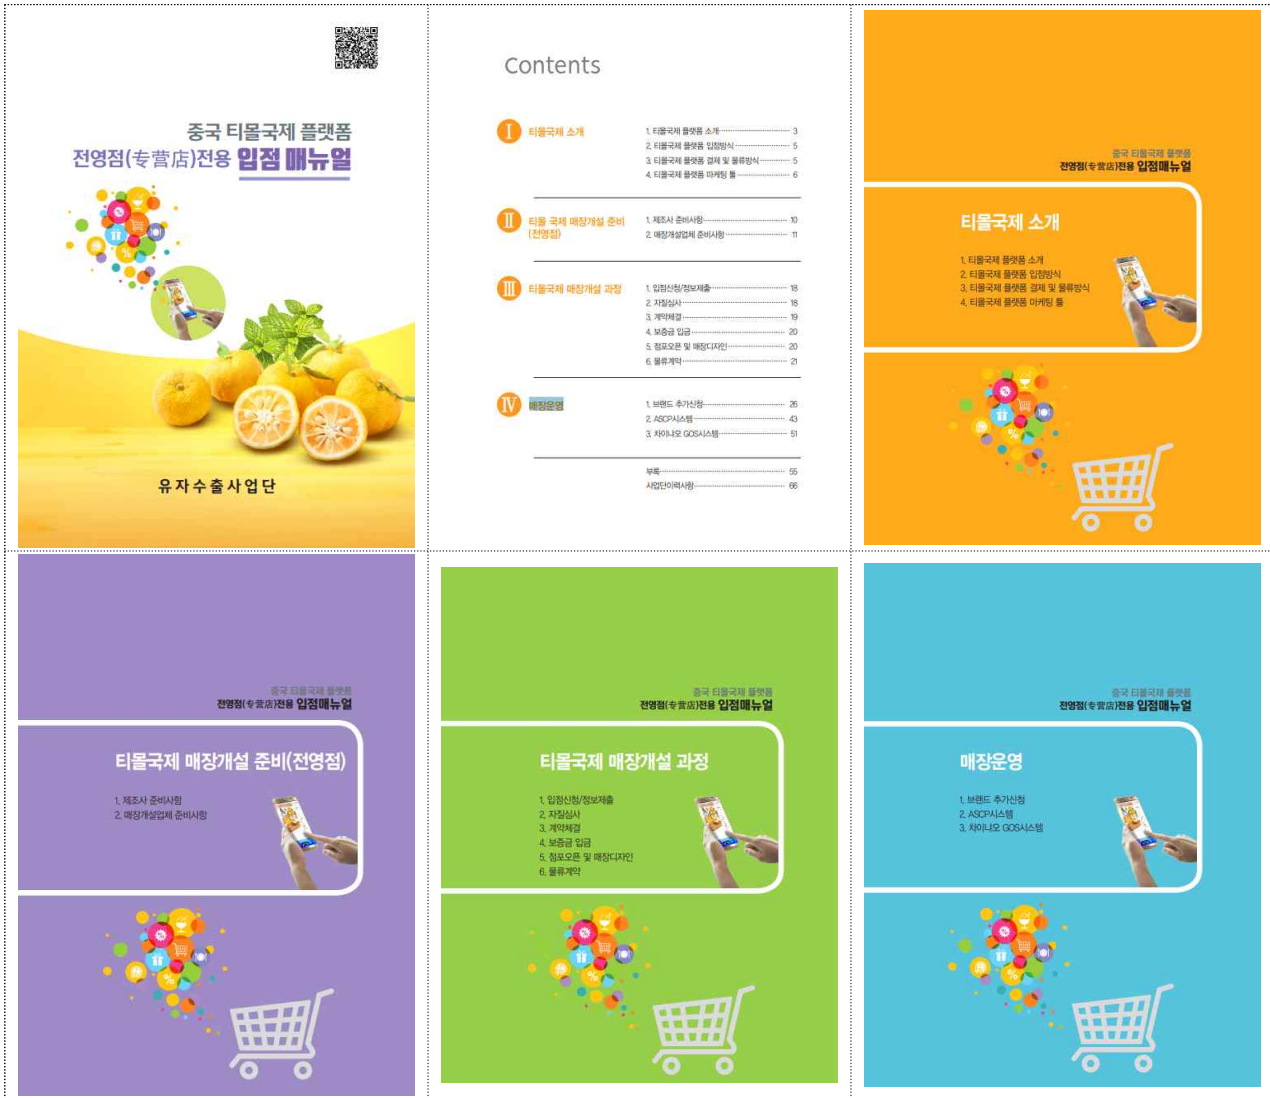 중국 티몰국제 플랫폼
전영점(专营店)전용 입점 매뉴얼
유자수출사업단
Contents
Ⅰ 티몰국제 소개
1. 티몰국제 플랫폼 소개 3
2. 티몰국제 플랫폼 입점방식 5
3. 티몰국제 플랫폼 결제 및 물류방식 5
4. 티몰국제 플랫폼 마케팅 툴 6
Ⅱ 티몰 국제 매장개설 준비
(전영점)
1. 제조사 준비사항 10
2. 매장개설업체 준비사항 11
Ⅲ 티몰국제 매장개설 과정
1. 입점신청/정보제출 18
2. 자질심사 18
3. 계약체결 19
4. 보증금 입금 20
5. 점포오픈 및 매장디자인 20
6. 물류계약 21
Ⅳ 매장운영
1. 브랜드 추가신청 26
2. ASCP시스템 43
3. 차이냐오 GOS시스템 51
부록 55
사업단이력사항 66
중국 티몰국제 플랫폼
전영점(专营店)전용 입점매뉴얼
티몰국제 소개
1. 티몰국제 플랫폼 소개
2. 티몰국제 플랫폼 입점방식
3. 티몰국제 플랫폼 결제 및 물류방식
4. 티몰국제 플랫폼 마케팅 툴
중국 티몰국제 플랫폼
전영점(专营店)전용 입점매뉴얼
티몰국제 매장개설 준비(전영점)
1. 제조사 준비사항
2. 매장개설업체 준비사항
중국 티몰국제 플랫폼
전영점(专营店)전용 입점매뉴얼
티몰국제 매장개설 과정
1. 입점신청/정보제출
2. 자질심사
3. 계약체결
4. 보증금 입금
5. 점포오픈 및 매장디자인
6. 물류계약
중국 티몰국제 플랫폼
전영점(专营店)전용 입점매뉴얼
매장운영
1. 브랜드 추가신청
2. ASCP시스템
3. 차이냐오 GOS시스템